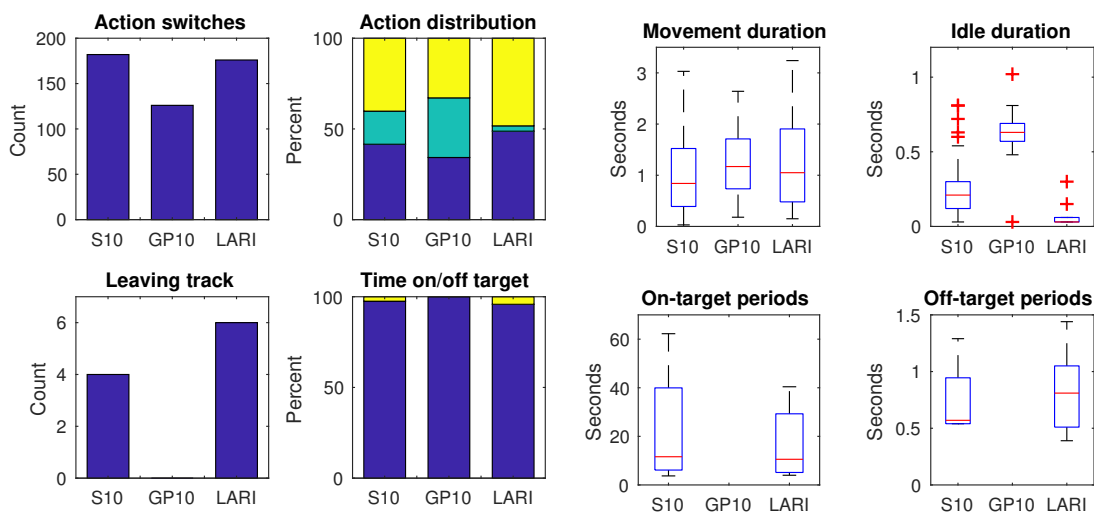 Action switches
Count
200
150
100
50
0
S10 GP10 LARI
Action distribution
Percent
100
50
0
S10 GP10 LARI
Movement duration
Seconds
3
2
1
0
S10 GP10 LARI
Idle duration
Seconds
1
0.5
0
S10 GP10 LARI
Leaving track
Count
6
4
2
0
S10 GP10 LARI
Time on/off target
Percent
100
50
0
S10 GP10 LARI
On-target periods
Seconds
60
40
20
0
S10 GP10 LARI
Off-target periods
Seconds
1.5
1
0.5
0
S10 GP10 LARI